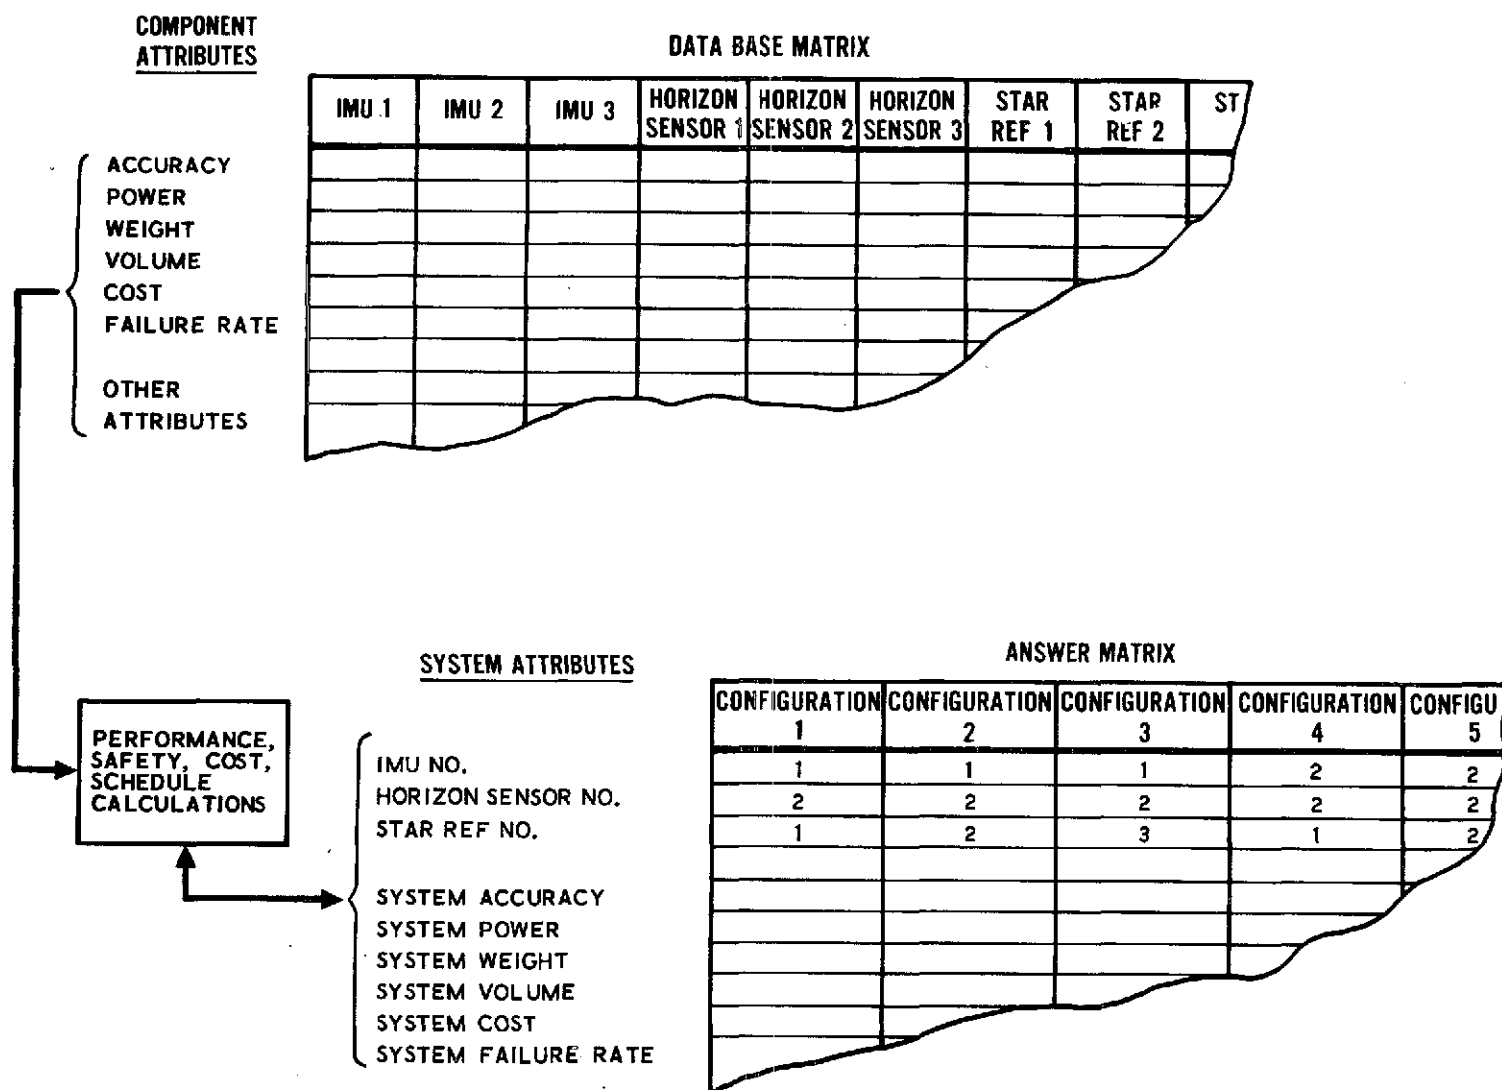 COMPONENT
ATTRIBUTES
DATA BASE MATRIX
IMU 1 IMU 2 IMU 3 HORIZON SENSOR 1 HORIZON SENSOR 2 HORIZON SENSOR 3 STAR REF 1 STAR REF 2 ST
ACCURACY
POWER
WEIGHT
VOLUME
COST
FAILURE RATE
OTHER
ATTRIBUTES
SYSTEM ATTRIBUTES
ANSWER MATRIX
CONFIGURATION CONFIGURATION CONFIGURATION CONFIGURATION CONFIGU
1 2 3 4 5
PERFORMANCE,
SAFETY, COST,
SCHEDULE
CALCULATIONS
IMU NO. 1 1 1 2 2
HORIZON SENSOR NO. 2 2 2 2 2
STAR REF NO. 1 2 3 1 2
SYSTEM ACCURACY
SYSTEM POWER
SYSTEM WEIGHT
SYSTEM VOLUME
SYSTEM COST
SYSTEM FAILURE RATE